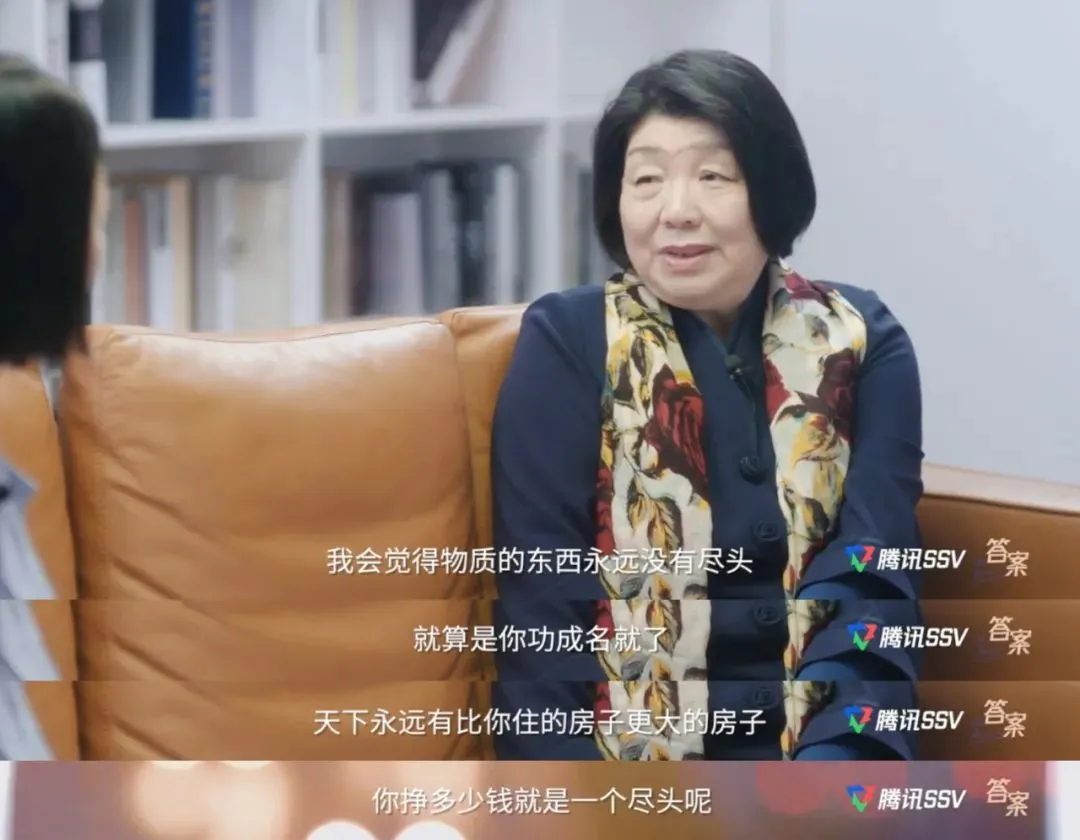 我会觉得物质的东西永远没有尽头
腾讯SSV 答案
就算是你功成名就了
腾讯SSV 答案
天下永远有比你住的房子更大的房子
腾讯SSV 答案
你挣多少钱就是一个尽头呢
腾讯SSV 答案